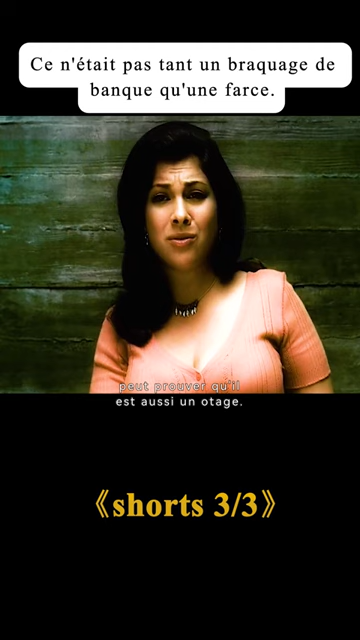 Ce n'était pas tant un braquage de
banque qu'une farce.
peut prouver qu'il
est aussi un otage.
《shorts 3/3》